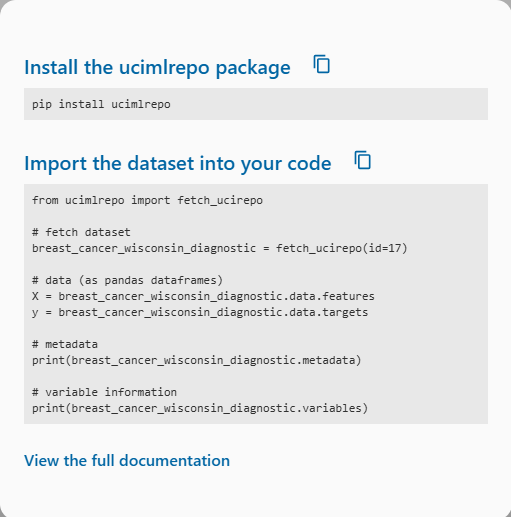 Install the ucimlrepo package
pip install ucimlrepo
Import the dataset into your code
from ucimlrepo import fetch_ucirepo
# fetch dataset
breast_cancer_wisconsin_diagnostic = fetch_ucirepo(id=17)
# data (as pandas dataframes)
X = breast_cancer_wisconsin_diagnostic.data.features
y = breast_cancer_wisconsin_diagnostic.data.targets
# metadata
print(breast_cancer_wisconsin_diagnostic.metadata)
# variable information
print(breast_cancer_wisconsin_diagnostic.variables)
View the full documentation